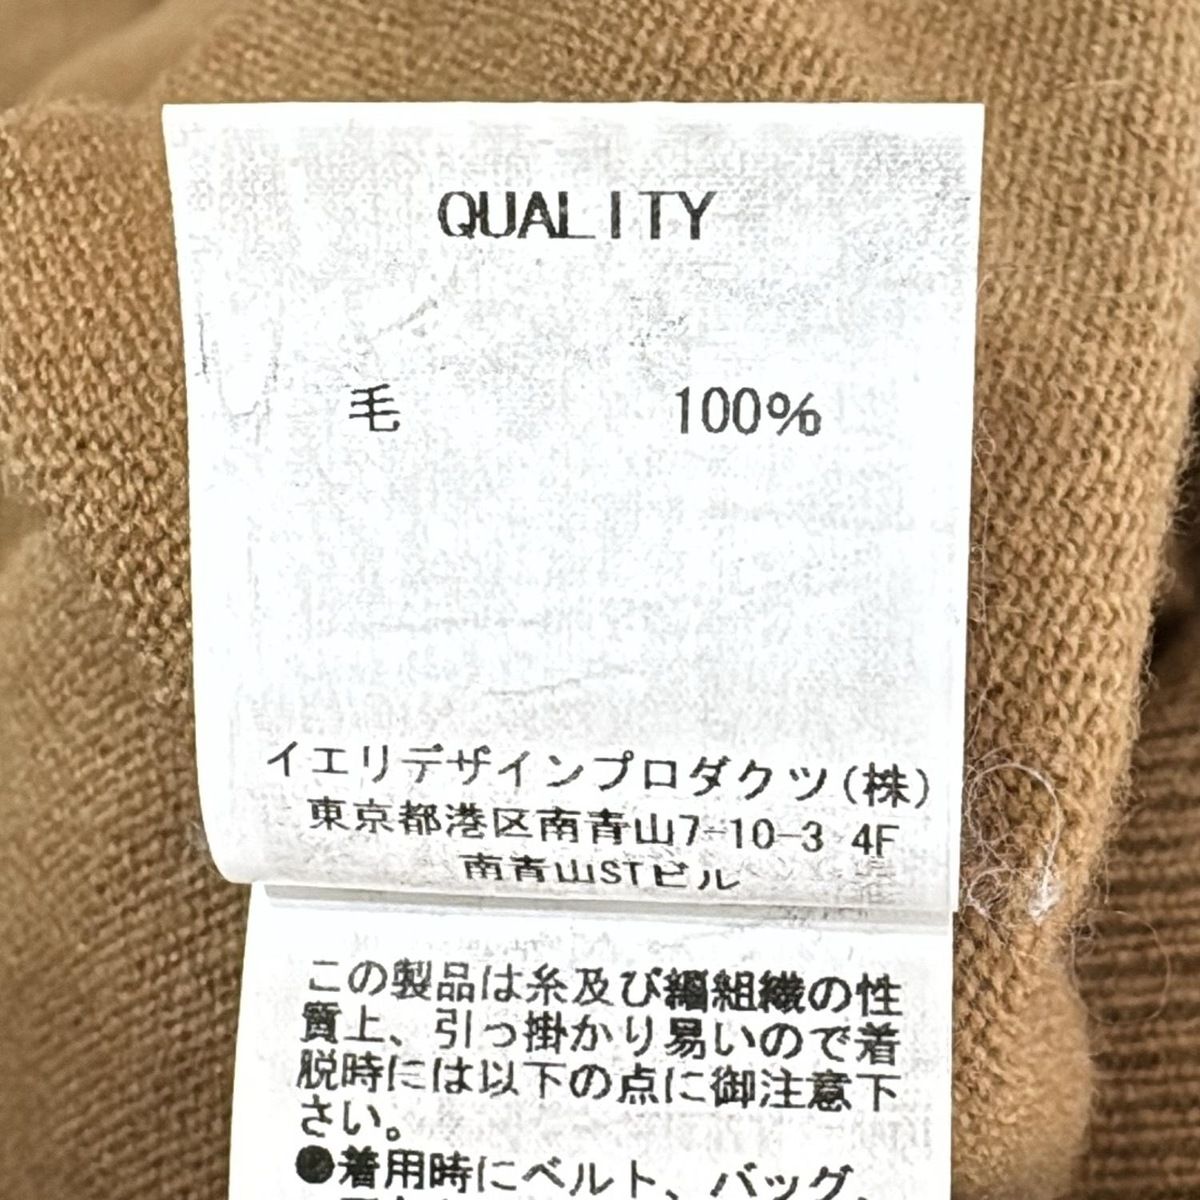 QUALITY
毛 100%
イエリデザインプロダクツ(株)
東京都港区南青山7-10-3 4F
南青山STビル
この製品は糸及び編組織の性
質上、引っ掛かり易いので着
脱時には以下の点に御注意下
さい。
●着用時にベルト、バッグ、